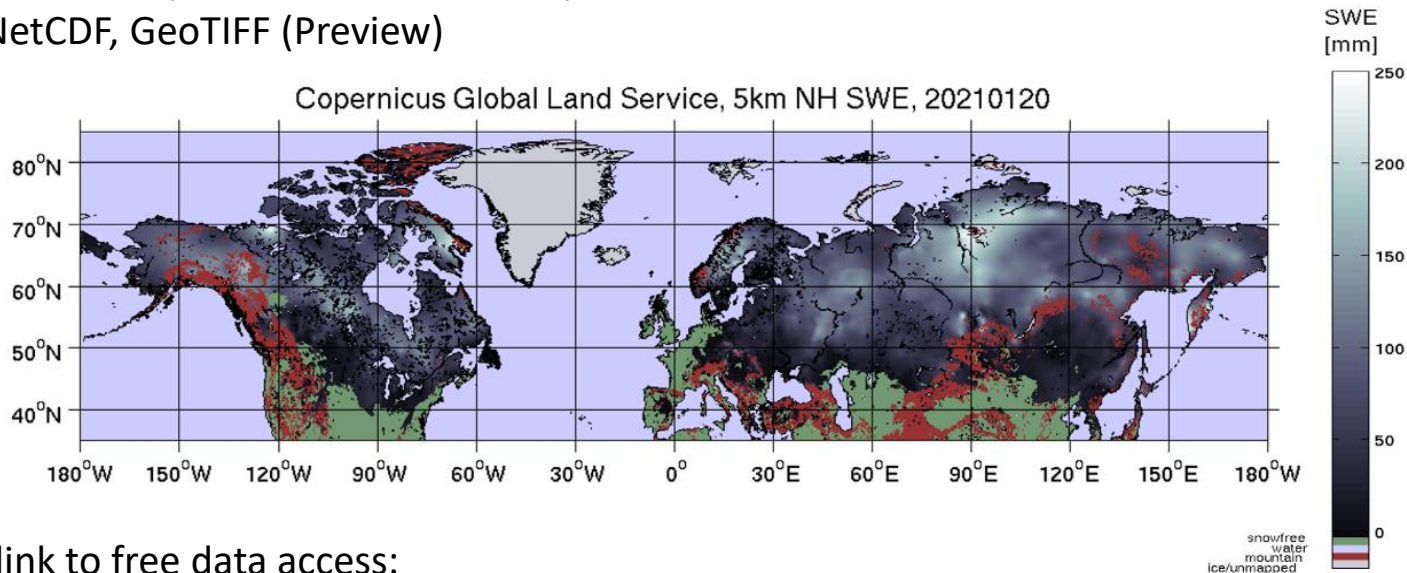 NetCDF, GeoTIFF (Preview)
SWE
[mm]
Copernicus Global Land Service, 5km NH SWE, 20210120
250
200
150
100
50
0
80°N
70°N
60°N
50°N
40°N
180°W 150°W 120°W 90°W 60°W 30°W 0° 30°E 60°E 90°E 120°E 150°E 180°W
snowfree
water
mountain
ice/unmapped
link to free data access: